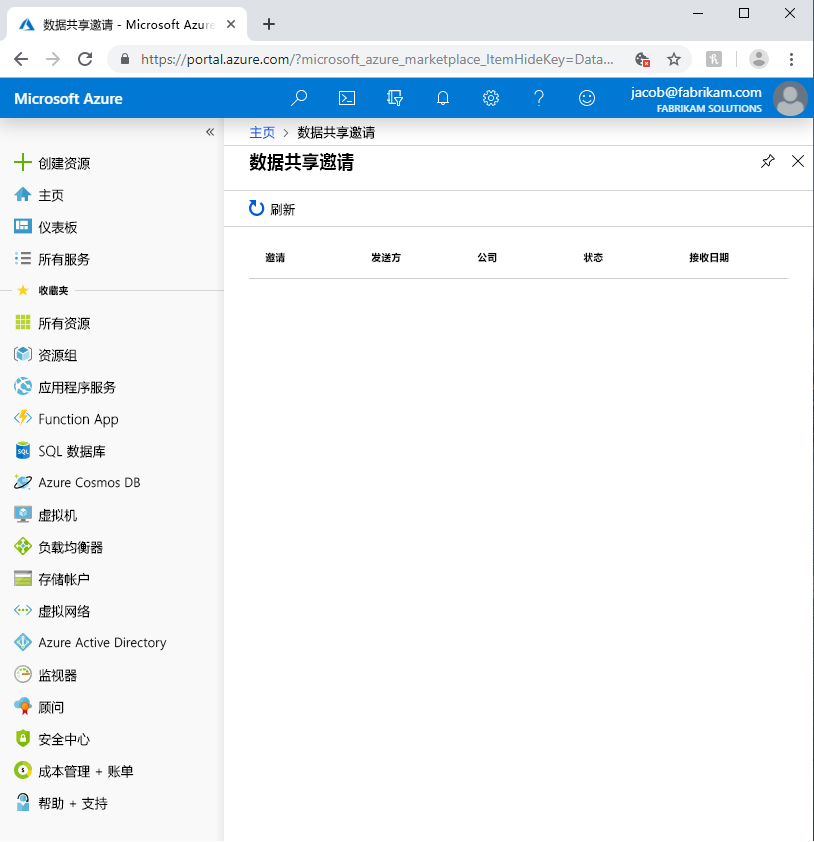 数据共享邀请 - Microsoft Azure
https://portal.azure.com/?microsoft_azure_marketplace_ItemHideKey=Data...
Microsoft Azure
jacob@fabrikam.com
FABRIKAM SOLUTIONS
主页 > 数据共享邀请
数据共享邀请
刷新
邀请 发送方 公司 状态 接收日期
创建资源
主页
仪表板
所有服务
收藏夹
所有资源
资源组
应用程序服务
Function App
SQL 数据库
Azure Cosmos DB
虚拟机
负载均衡器
存储帐户
虚拟网络
Azure Active Directory
监视器
顾问
安全中心
成本管理 + 账单
帮助 + 支持